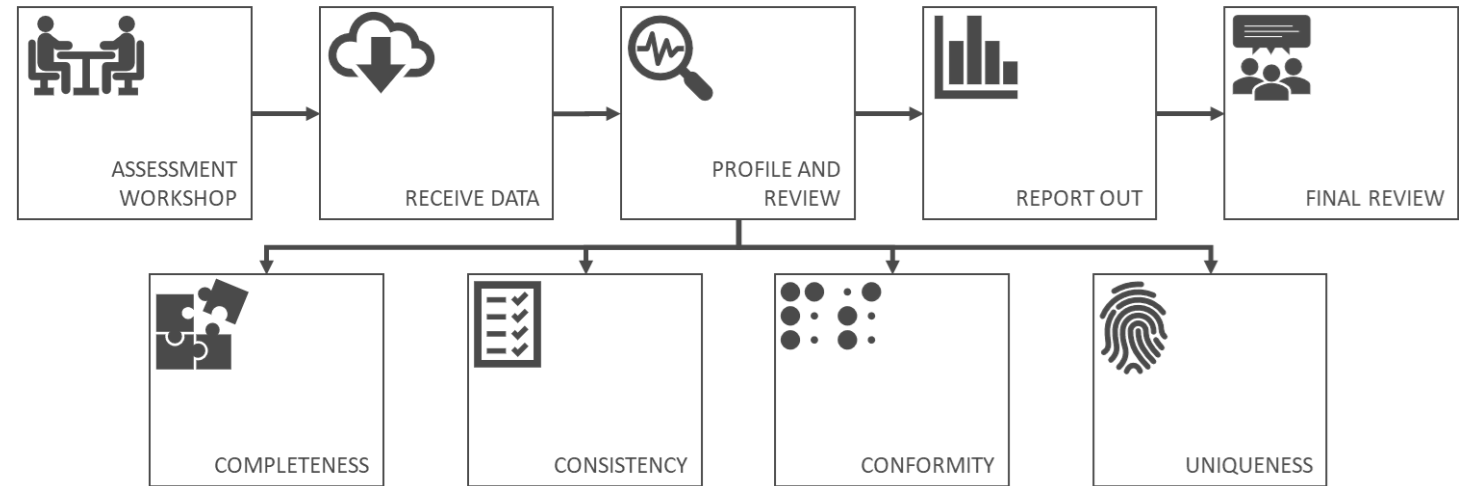 ASSESSMENT
WORKSHOP
RECEIVE DATA
PROFILE AND
REVIEW
REPORT OUT
FINAL REVIEW
COMPLETENESS
CONSISTENCY
CONFORMITY
UNIQUENESS